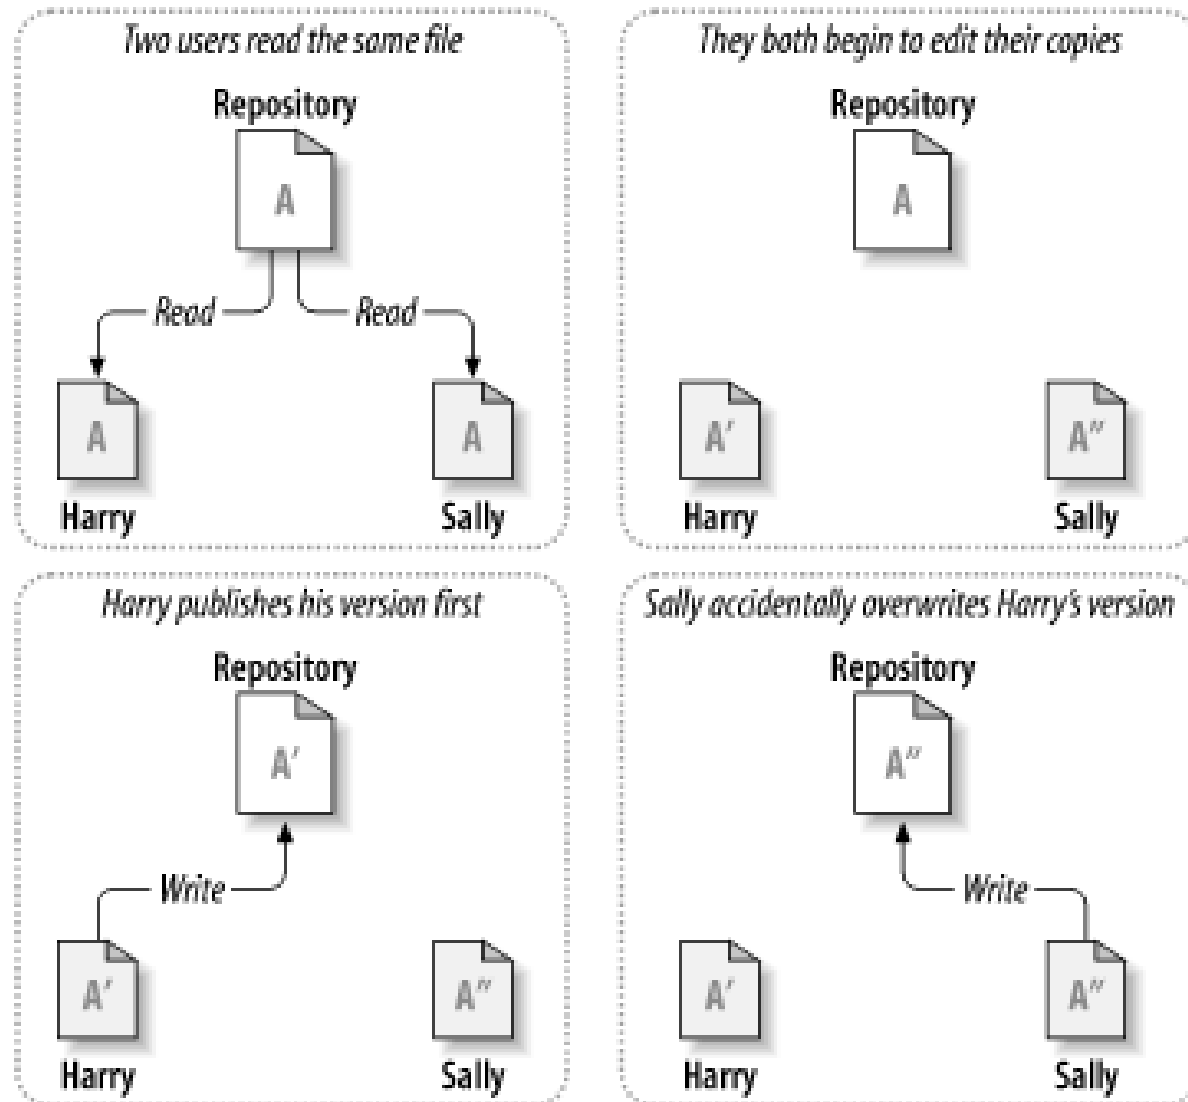 Two users read the same file
Repository
A
Read
Read
A
A
Harry
Sally
They both begin to edit their copies
Repository
A
A′
A″
Harry
Sally
Harry publishes his version first
Repository
A′
Write
A′
A″
Harry
Sally
Sally accidentally overwrites Harry's version
Repository
A″
Write
A′
A″
Harry
Sally